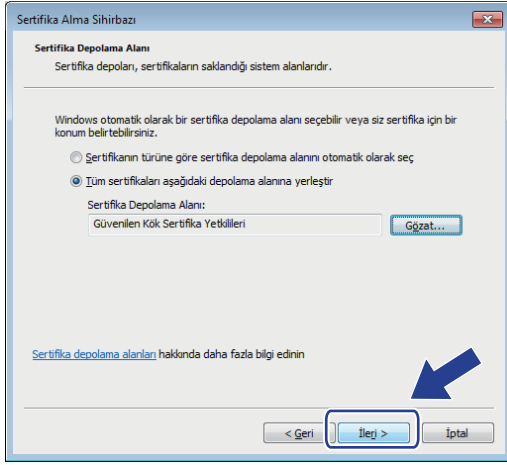 Sertifika Alma Sihirbazı
Sertifika Depolama Alanı
Sertifika depoları, sertifikaların saklandığı sistem alanlarıdır.
Windows otomatik olarak bir sertifika depolama alanı seçebilir veya siz sertifika için bir
konum belirtebilirsiniz.
Sertifikanın türüne göre sertifika depolama alanını otomatik olarak seç
Tüm sertifikaları aşağıdaki depolama alanına yerleştir
Sertifika Depolama Alanı:
Güvenilen Kök Sertifika Yetkilileri
Gözat...
Sertifika depolama alanları hakkında daha fazla bilgi edinin
< Geri
İleri >
İptal